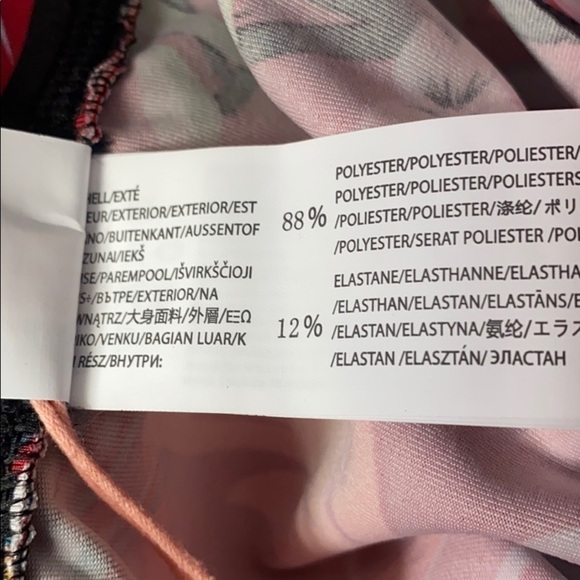 HELL/EXTÉ
EUR/EXTERIOR/EXTERIOR/EST
ANO/BUITENKANT/AUSSENTOF
ZUNAI/IEKŠ
SE/PAREMPOOL/IŠVIRKŠČIOJI
S+/ВЪТРЕ/EXTERIOR/NA
WNĄTRZ/大身面料/外層/ΕΞΩ
IKO/VENKU/BAGIAN LUAR/K
RÉSZ/ВНУТРИ:
88%
POLYESTER/POLYESTER/POLIESTER/
POLYESTER/POLYESTER/POLIESTERS
/POLIESTER/POLIESTER/涤纶/ポリ
/POLYESTER/SERAT POLIESTER /POL
12%
ELASTANE/ELASTHANNE/ELASTHA
/ELASTHAN/ELASTAN/ELASTĀNS/E
/ELASTAN/ELASTYNA/氨纶/エラス
/ELASTAN /ELASZTÁN/ ЭЛАСТАН